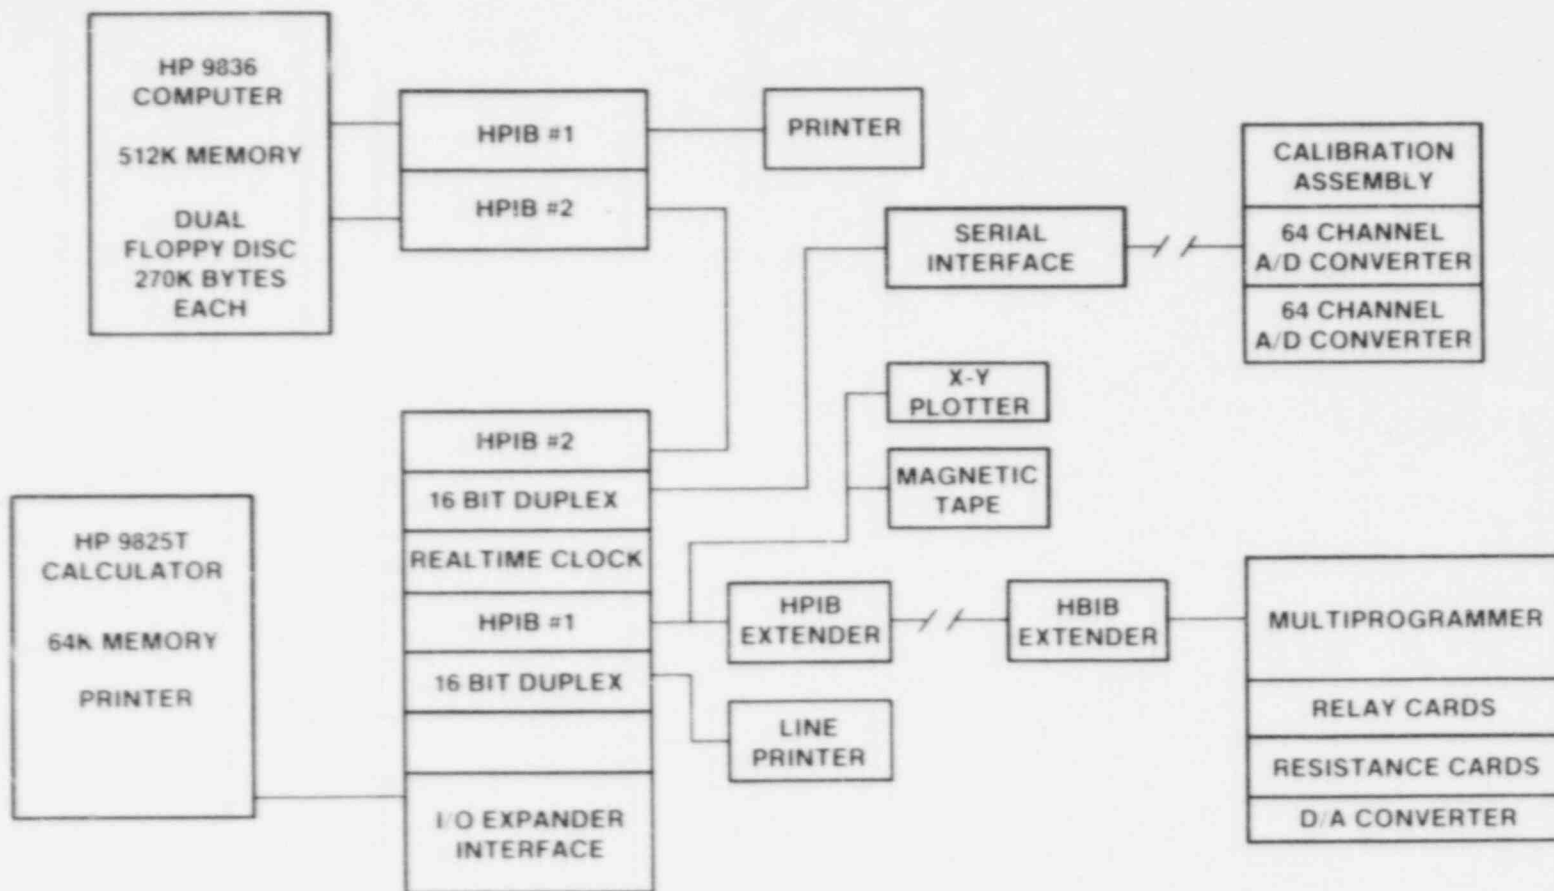 HP 9836
COMPUTER
512K MEMORY
DUAL
FLOPPY DISC
270K BYTES
EACH
HPIB #1
HPIB #2
PRINTER
SERIAL
INTERFACE
CALIBRATION
ASSEMBLY
64 CHANNEL
A/D CONVERTER
64 CHANNEL
A/D CONVERTER
X-Y
PLOTTER
MAGNETIC
TAPE
HP 9825T
CALCULATOR
64K MEMORY
PRINTER
HPIB #2
16 BIT DUPLEX
REALTIME CLOCK
HPIB #1
16 BIT DUPLEX
I/O EXPANDER
INTERFACE
HPIB
EXTENDER
HBIB
EXTENDER
LINE
PRINTER
MULTIPROGRAMMER
RELAY CARDS
RESISTANCE CARDS
D/A CONVERTER